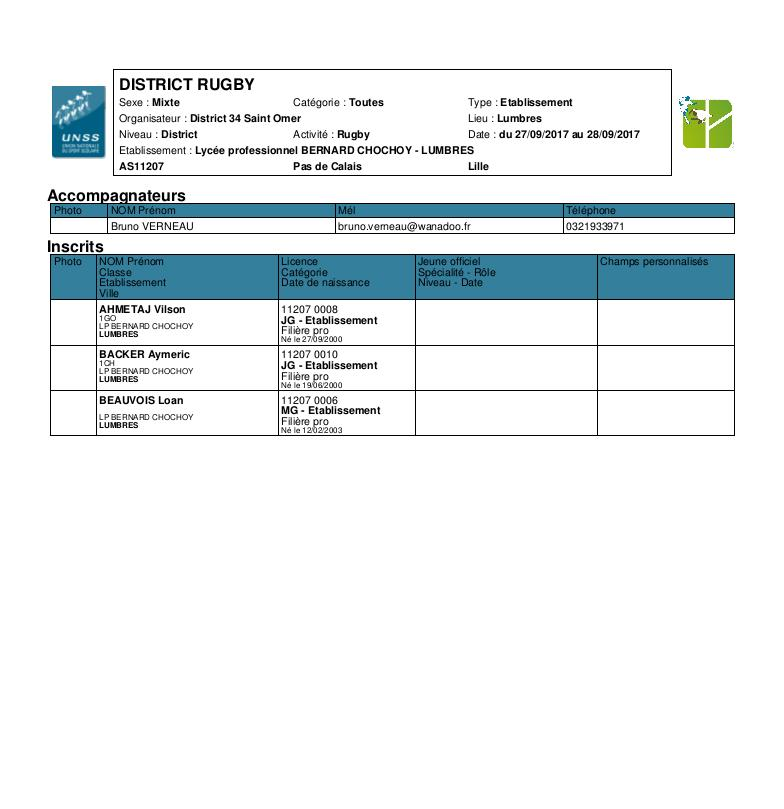 DISTRICT RUGBY
Sexe : Mixte Catégorie : Toutes Type : Etablissement
Organisateur : District 34 Saint Omer Lieu : Lumbres
Niveau : District Activité : Rugby Date : du 27/09/2017 au 28/09/2017
Etablissement : Lycée professionnel BERNARD CHOCHOY - LUMBRES
AS11207 Pas de Calais Lille
UNSS
UNION NATIONALE
DU SPORT SCOLAIRE
Accompagnateurs
Photo NOM Prénom Mél Téléphone
Bruno VERNEAU bruno.verneau@wanadoo.fr 0321933971
Inscrits
Photo NOM Prénom Licence Jeune officiel Champs personnalisés
Classe Catégorie Spécialité - Rôle
Etablissement Date de naissance Niveau - Date
Ville
AHMETAJ Vilson 11207 0008
1GO JG - Etablissement
LP BERNARD CHOCHOY Filière pro
LUMBRES Né le 27/09/2000
BACKER Aymeric 11207 0010
1CH JG - Etablissement
LP BERNARD CHOCHOY Filière pro
LUMBRES Né le 19/06/2000
BEAUVOIS Loan 11207 0006
MG - Etablissement
LP BERNARD CHOCHOY Filière pro
LUMBRES Né le 12/02/2003